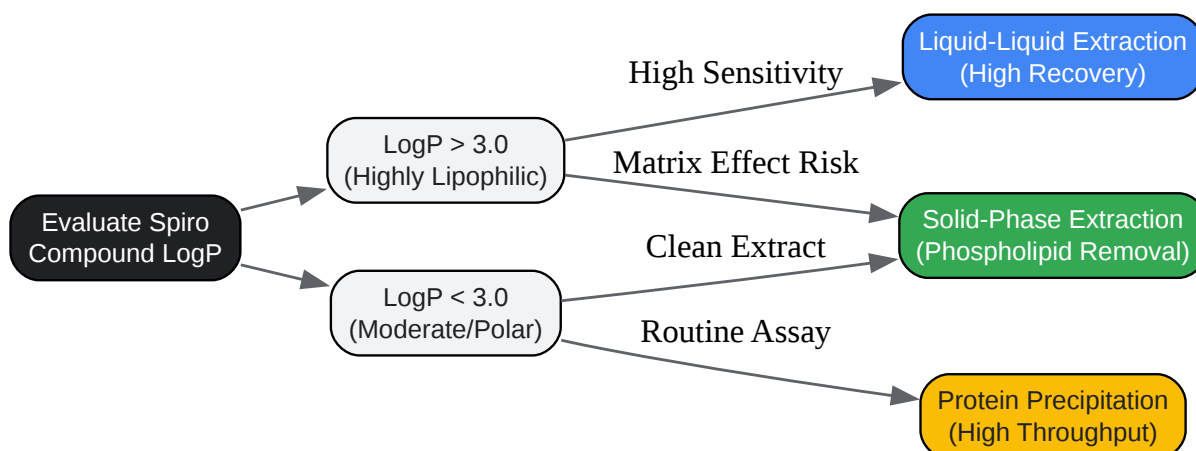 Evaluate Spiro
Compound LogP
LogP > 3.0
(Highly Lipophilic)
LogP < 3.0
(Moderate/Polar)
High Sensitivity
Matrix Effect Risk
Clean Extract
Routine Assay
Liquid-Liquid Extraction
(High Recovery)
Solid-Phase Extraction
(Phospholipid Removal)
Protein Precipitation
(High Throughput)